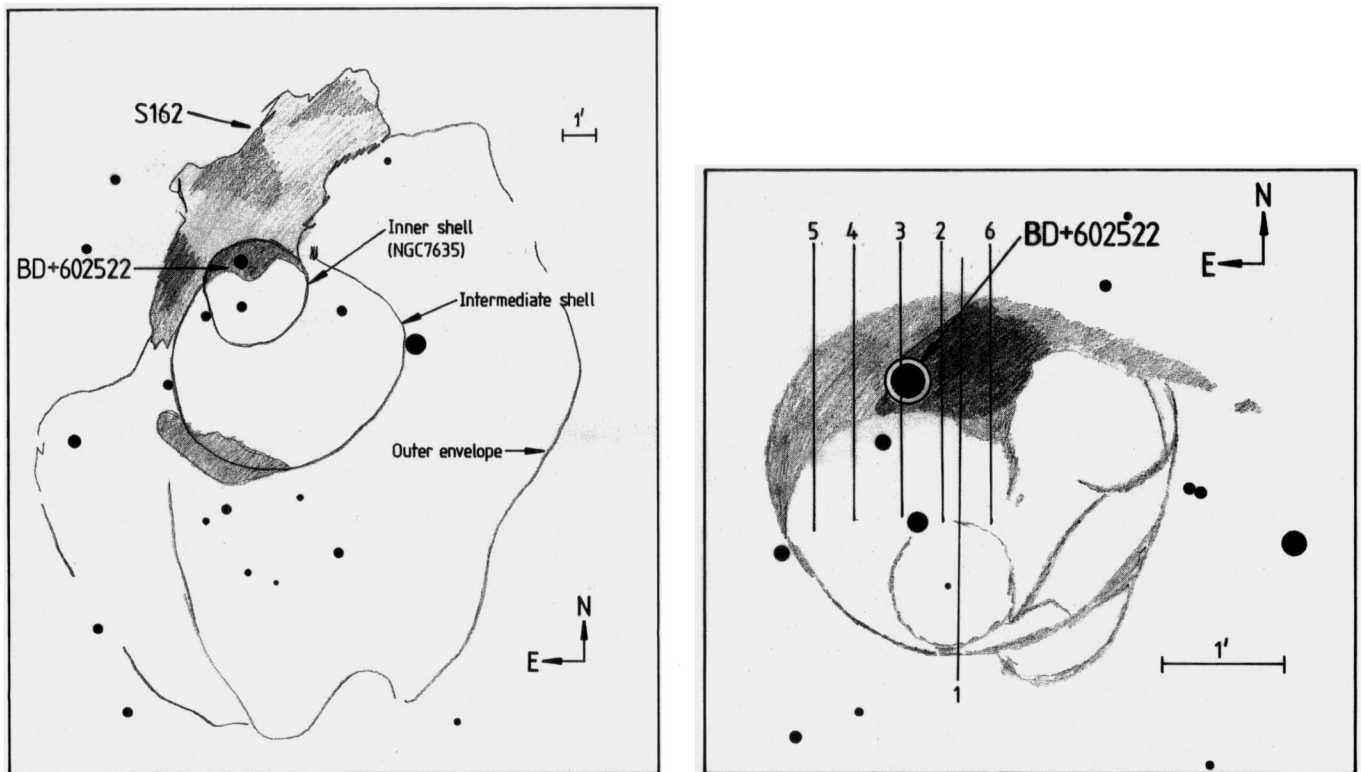 S162
1'
Inner shell
(NGC7635)
BD+602522
Intermediate shell
Outer envelope
N
E
5 4 3 2 6
BD+602522
N
E
1'
1